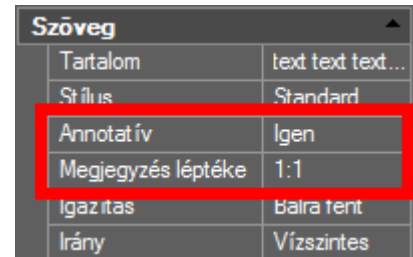 Szöveg
Tartalom text text text...
Stílus Standard
Annotatív Igen
Megjegyzés léptéke 1:1
Igazítás Balra fent
Irány Vízszintes